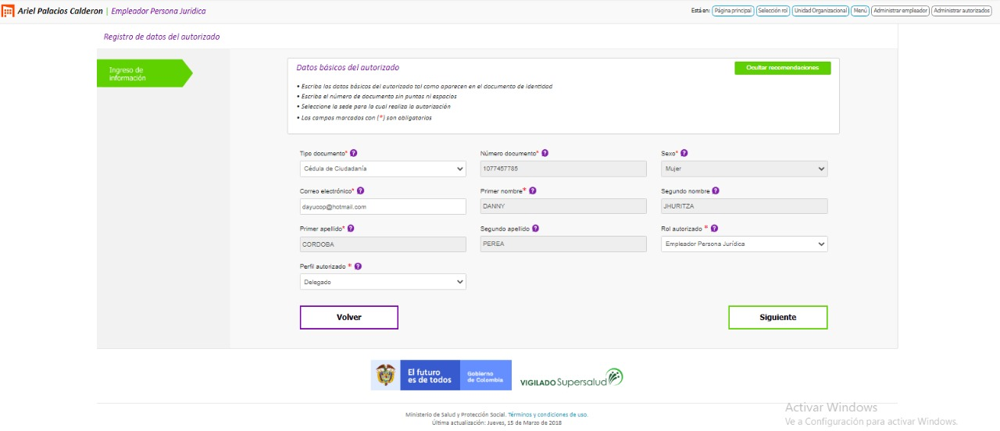 Ariel Palacios Calderon | Empleador Persona Jurídica
Está en: Página principal Selección rol Unidad Organizacional Menú Administrar empleador Administrar autorizados
Registro de datos del autorizado
Ingreso de
información
Datos básicos del autorizado
Ocultar recomendaciones
▪ Escriba los datos básicos del autorizado tal como aparecen en el documento de identidad
▪ Escriba el número de documento sin puntos ni espacios
▪ Seleccione la sede para la cual realiza la autorización
▪ Los campos marcados con (*) son obligatorios
Tipo documento* ? Número documento* ? Sexo* ?
Cédula de Ciudadanía 1077457785 Mujer
Correo electrónico* ? Primer nombre* ? Segundo nombre ?
dayucop@hotmail.com DANNY JHURITZA
Primer apellido* ? Segundo apellido ? Rol autorizado * ?
CORDOBA PEREA Empleador Persona Jurídica
Perfil autorizado * ?
Delegado
Volver Siguiente
El futuro
es de todos
Gobierno
de Colombia
VIGILADO Supersalud
Ministerio de Salud y Protección Social. Términos y condiciones de uso.
Última actualización: Jueves, 15 de Marzo de 2018
Activar Windows
Ve a Configuración para activar Windows.